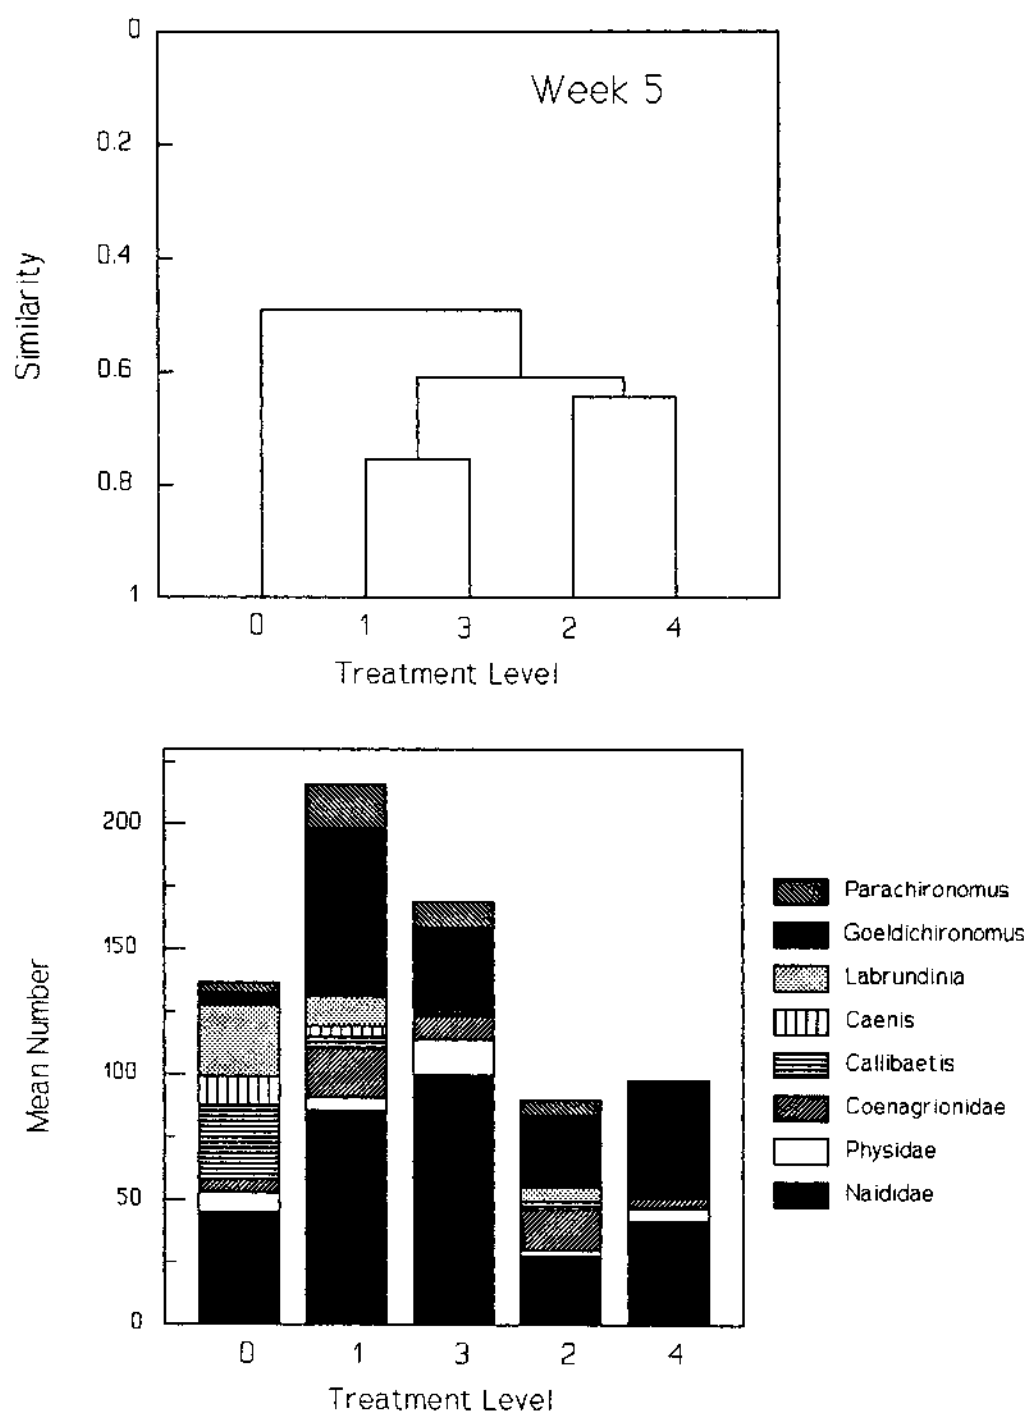 Week 5
0
0.2
0.4
0.6
0.8
1
Similarity
0 1 3 2 4
Treatment Level
200
150
100
50
0
Mean Number
0 1 3 2 4
Treatment Level
Parachironomus
Goeldichironomus
Labrundinia
Caenis
Callibaetis
Coenagrionidae
Physidae
Naididae